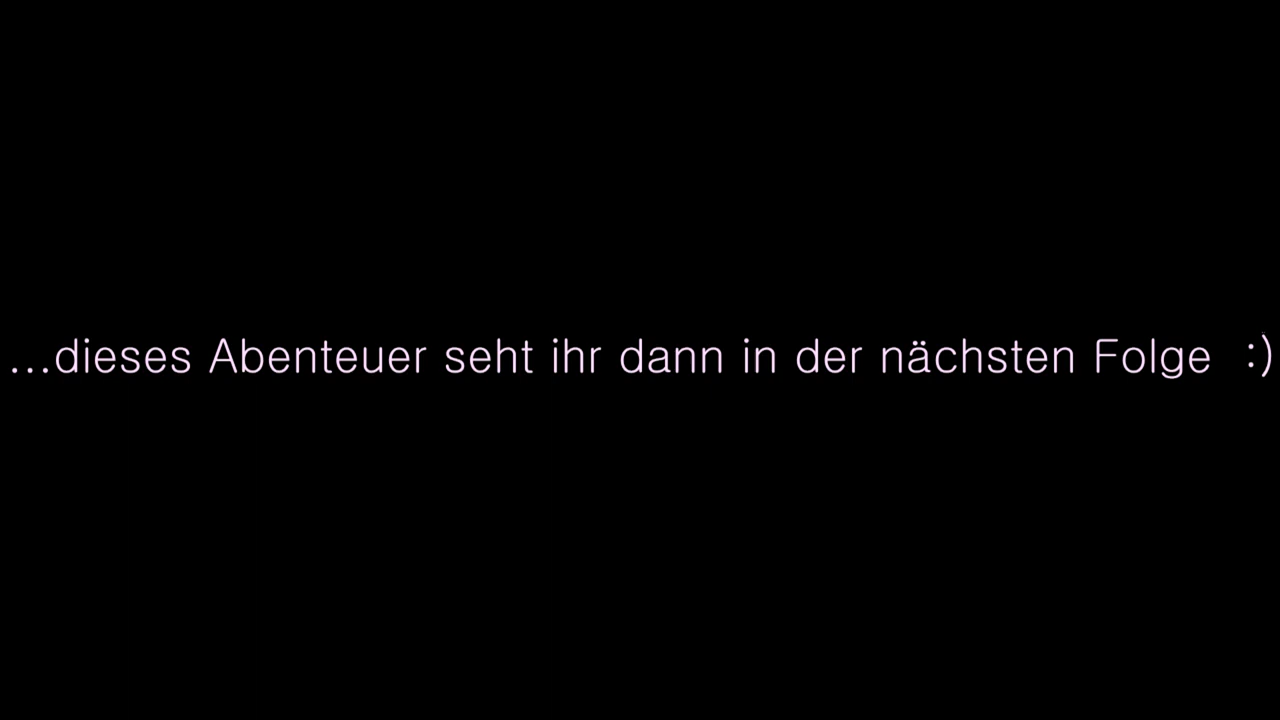 ...dieses Abenteuer seht ihr dann in der nächsten Folge :)